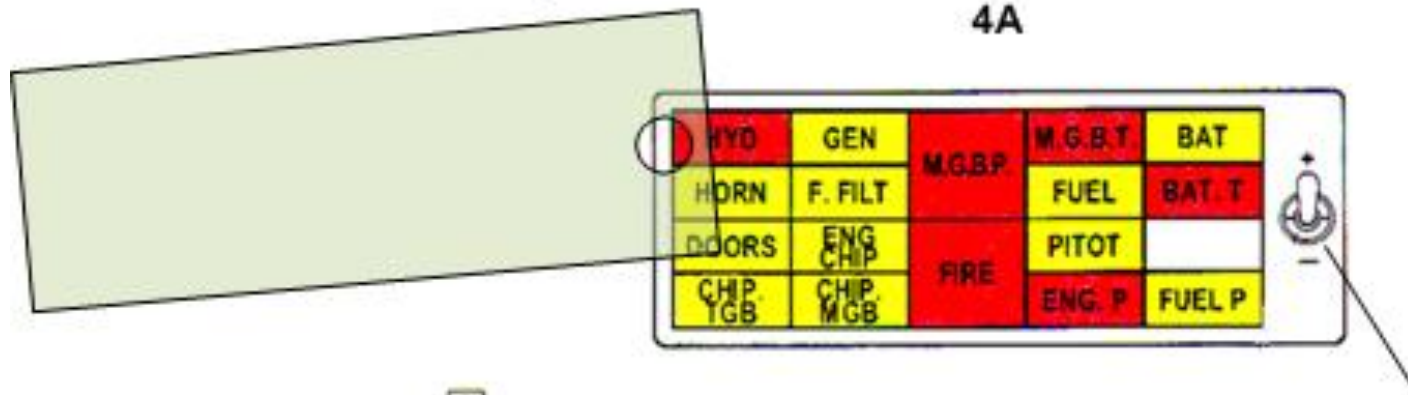 4A
HYD GEN M.G.B.P. M.G.B.T. BAT
HORN F. FILT FUEL BAT. T
DOORS ENG CHIP FIRE PITOT
CHIP. TGB CHIP. MGB ENG. P FUEL P
+
−